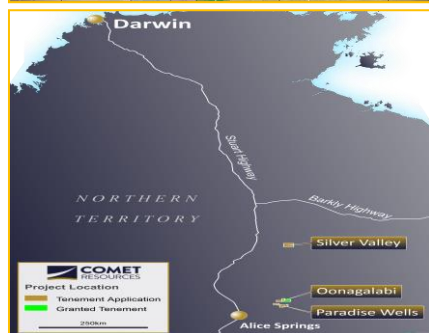 Darwin
Stuart Highway
NORTHERN
TERRITORY
Barkly Highway
Silver Valley
COMET
RESOURCES
Project Location
Tenement Application
Granted Tenement
250km
Oonagalabi
Paradise Wells
Alice Springs